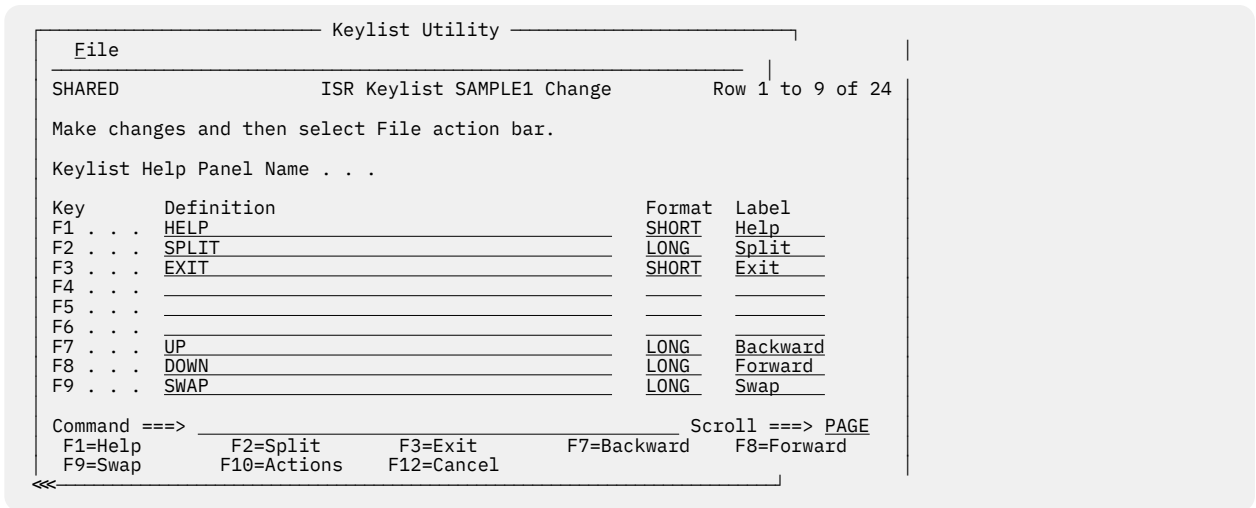 Keylist Utility
File
SHARED ISR Keylist SAMPLE1 Change Row 1 to 9 of 24
Make changes and then select File action bar.
Keylist Help Panel Name . . .
Key Definition Format Label
F1 . . . HELP SHORT Help
F2 . . . SPLIT LONG Split
F3 . . . EXIT SHORT Exit
F4 . . .
F5 . . .
F6 . . .
F7 . . . UP LONG Backward
F8 . . . DOWN LONG Forward
F9 . . . SWAP LONG Swap
Command ===> Scroll ===> PAGE
F1=Help F2=Split F3=Exit F7=Backward F8=Forward
F9=Swap F10=Actions F12=Cancel